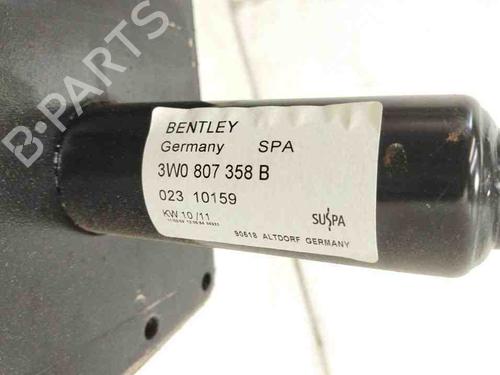 B-PARTS
BENTLEY
Germany SPA
3W0 807 358 B
023 10159
KW 10 /11
SUSPA
90518 ALTDORF GERMANY